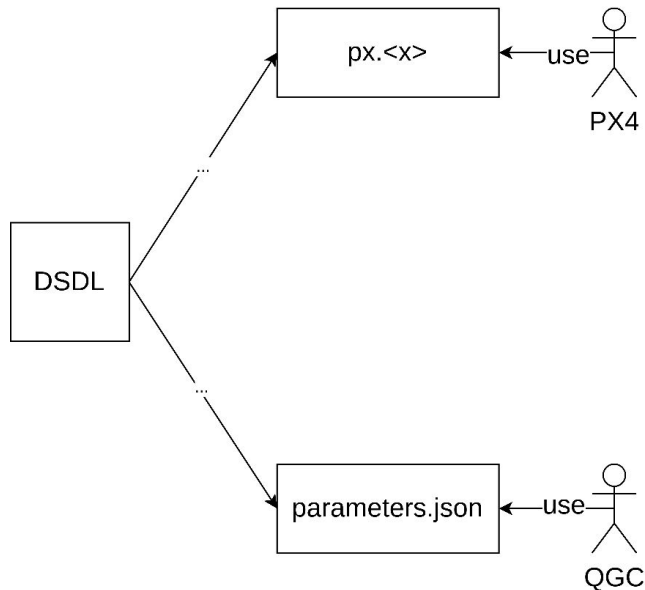 px.<x>
use
PX4
...
DSDL
...
parameters.json
use
QGC